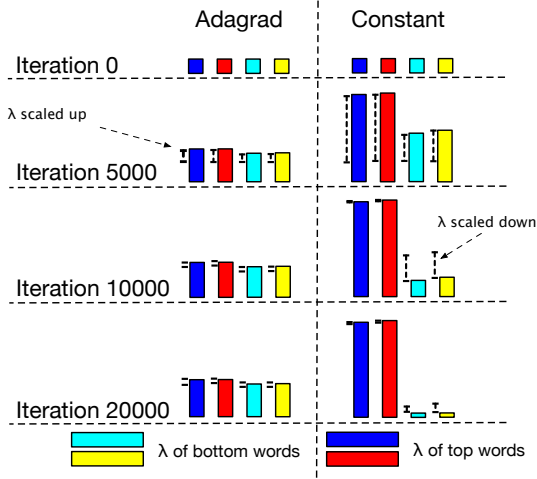 Adagrad Constant
Iteration 0
λ scaled up
Iteration 5000
λ scaled down
Iteration 10000
Iteration 20000
λ of bottom words λ of top words